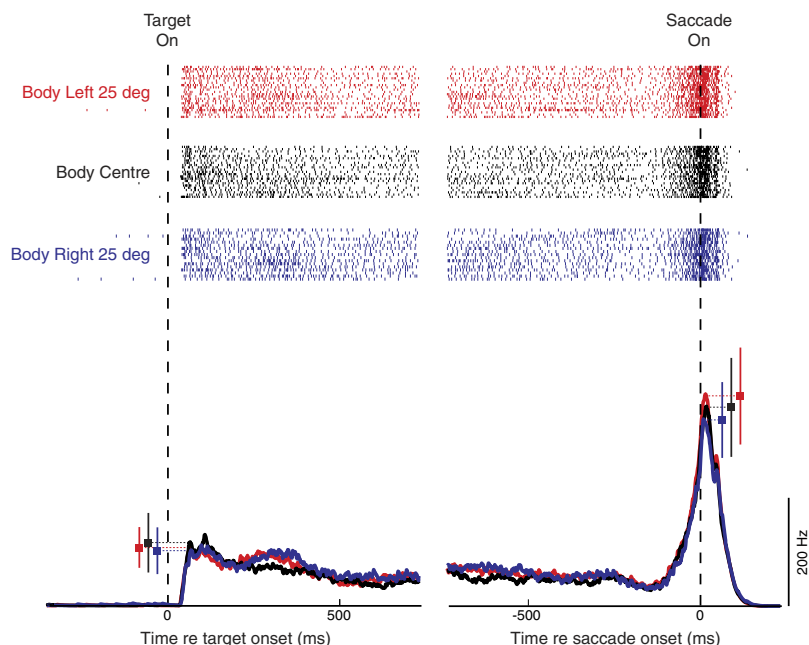 Target
On
Saccade
On
Body Left 25 deg
Body Centre
Body Right 25 deg
200 Hz
0
500
-500
0
Time re target onset (ms)
Time re saccade onset (ms)